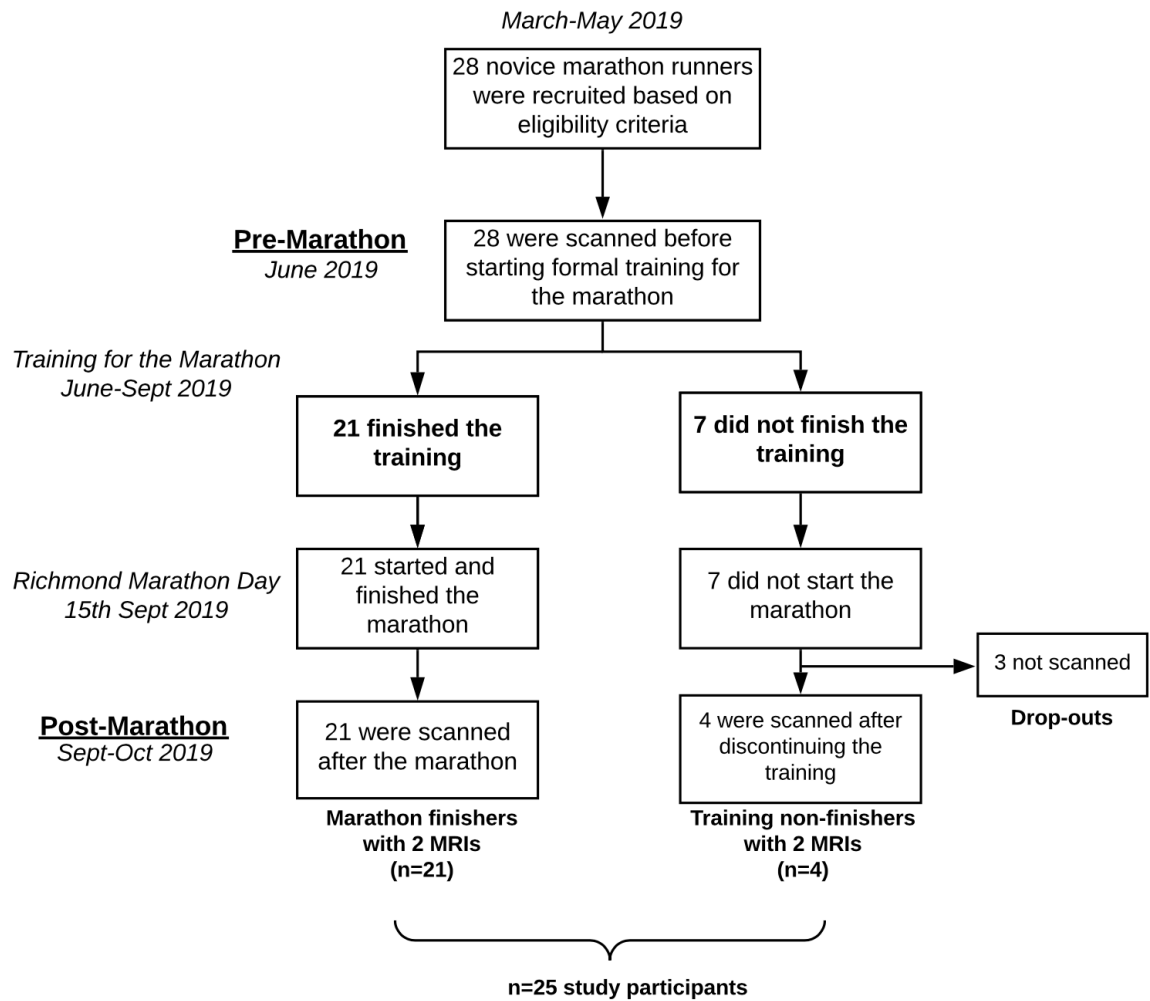 March-May 2019
28 novice marathon runners
were recruited based on
eligibility criteria
Pre-Marathon
June 2019
28 were scanned before
starting formal training for
the marathon
Training for the Marathon
June-Sept 2019
21 finished the
training
7 did not finish the
training
Richmond Marathon Day
15th Sept 2019
21 started and
finished the
marathon
7 did not start the
marathon
3 not scanned
Drop-outs
Post-Marathon
Sept-Oct 2019
21 were scanned
after the marathon
4 were scanned after
discontinuing the
training
Marathon finishers
with 2 MRIs
(n=21)
Training non-finishers
with 2 MRIs
(n=4)
n=25 study participants